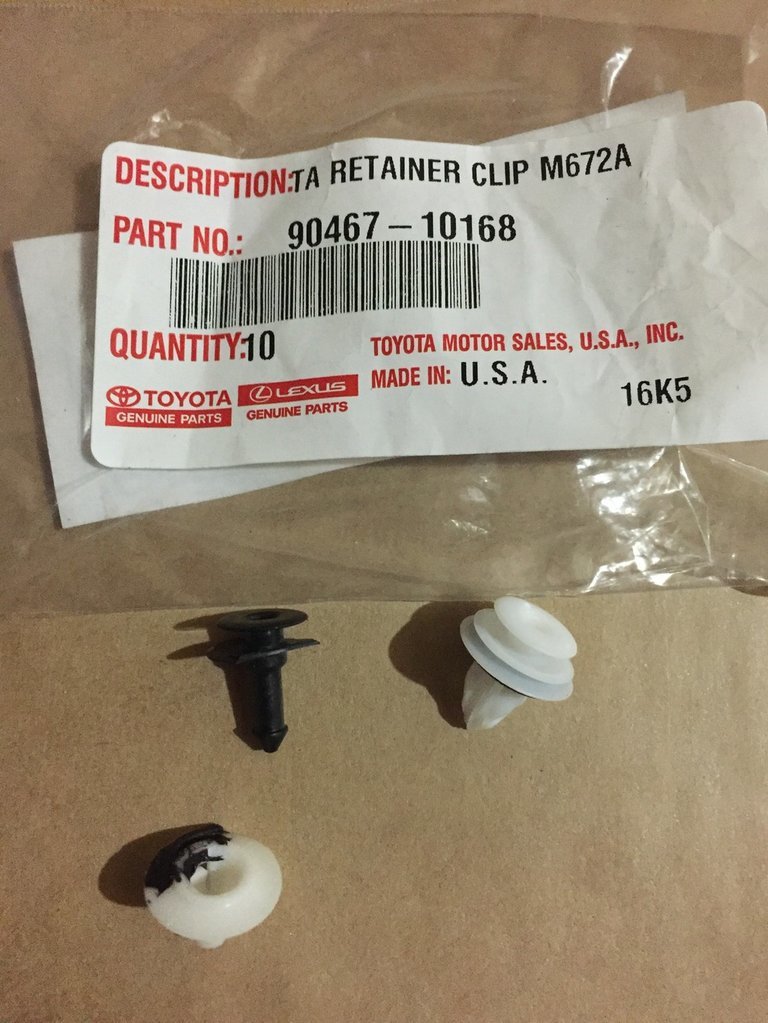 DESCRIPTION:TA RETAINER CLIP M672A
PART NO.: 90467-10168
QUANTITY:10
TOYOTA MOTOR SALES, U.S.A., INC.
MADE IN: U.S.A.
16K5
TOYOTA
GENUINE PARTS
LEXUS
GENUINE PARTS